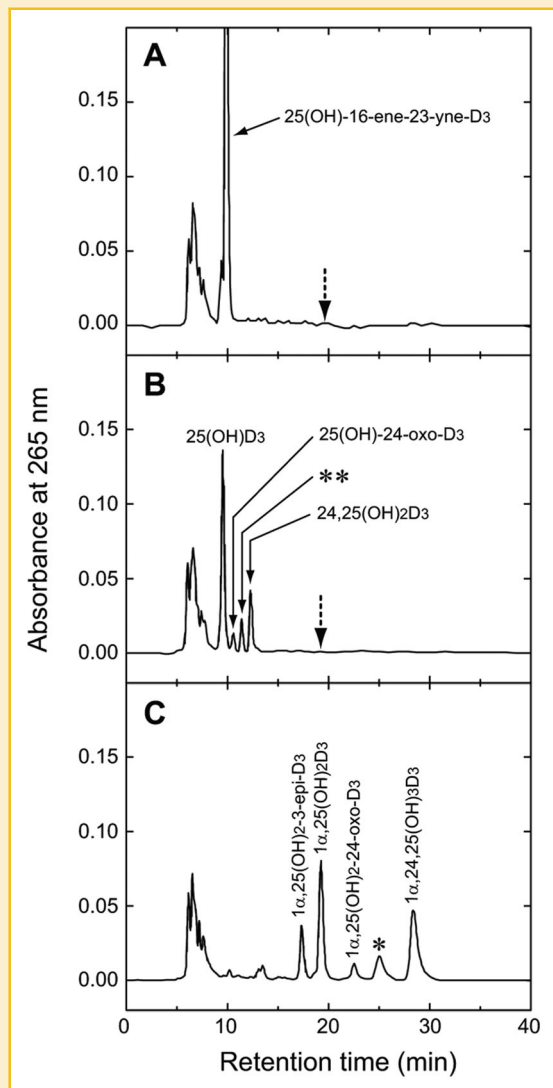 A
25(OH)-16-ene-23-yne-D3
0.15
0.10
0.05
0.00
B
25(OH)D3
25(OH)-24-oxo-D3
**
24,25(OH)2D3
0.15
0.10
0.05
0.00
C
1α,25(OH)2-3-epi-D3
1α,25(OH)2D3
1α,25(OH)2-24-oxo-D3
*
1α,24,25(OH)3D3
0.15
0.10
0.05
0.00
0 10 20 30 40
Absorbance at 265 nm
Retention time (min)